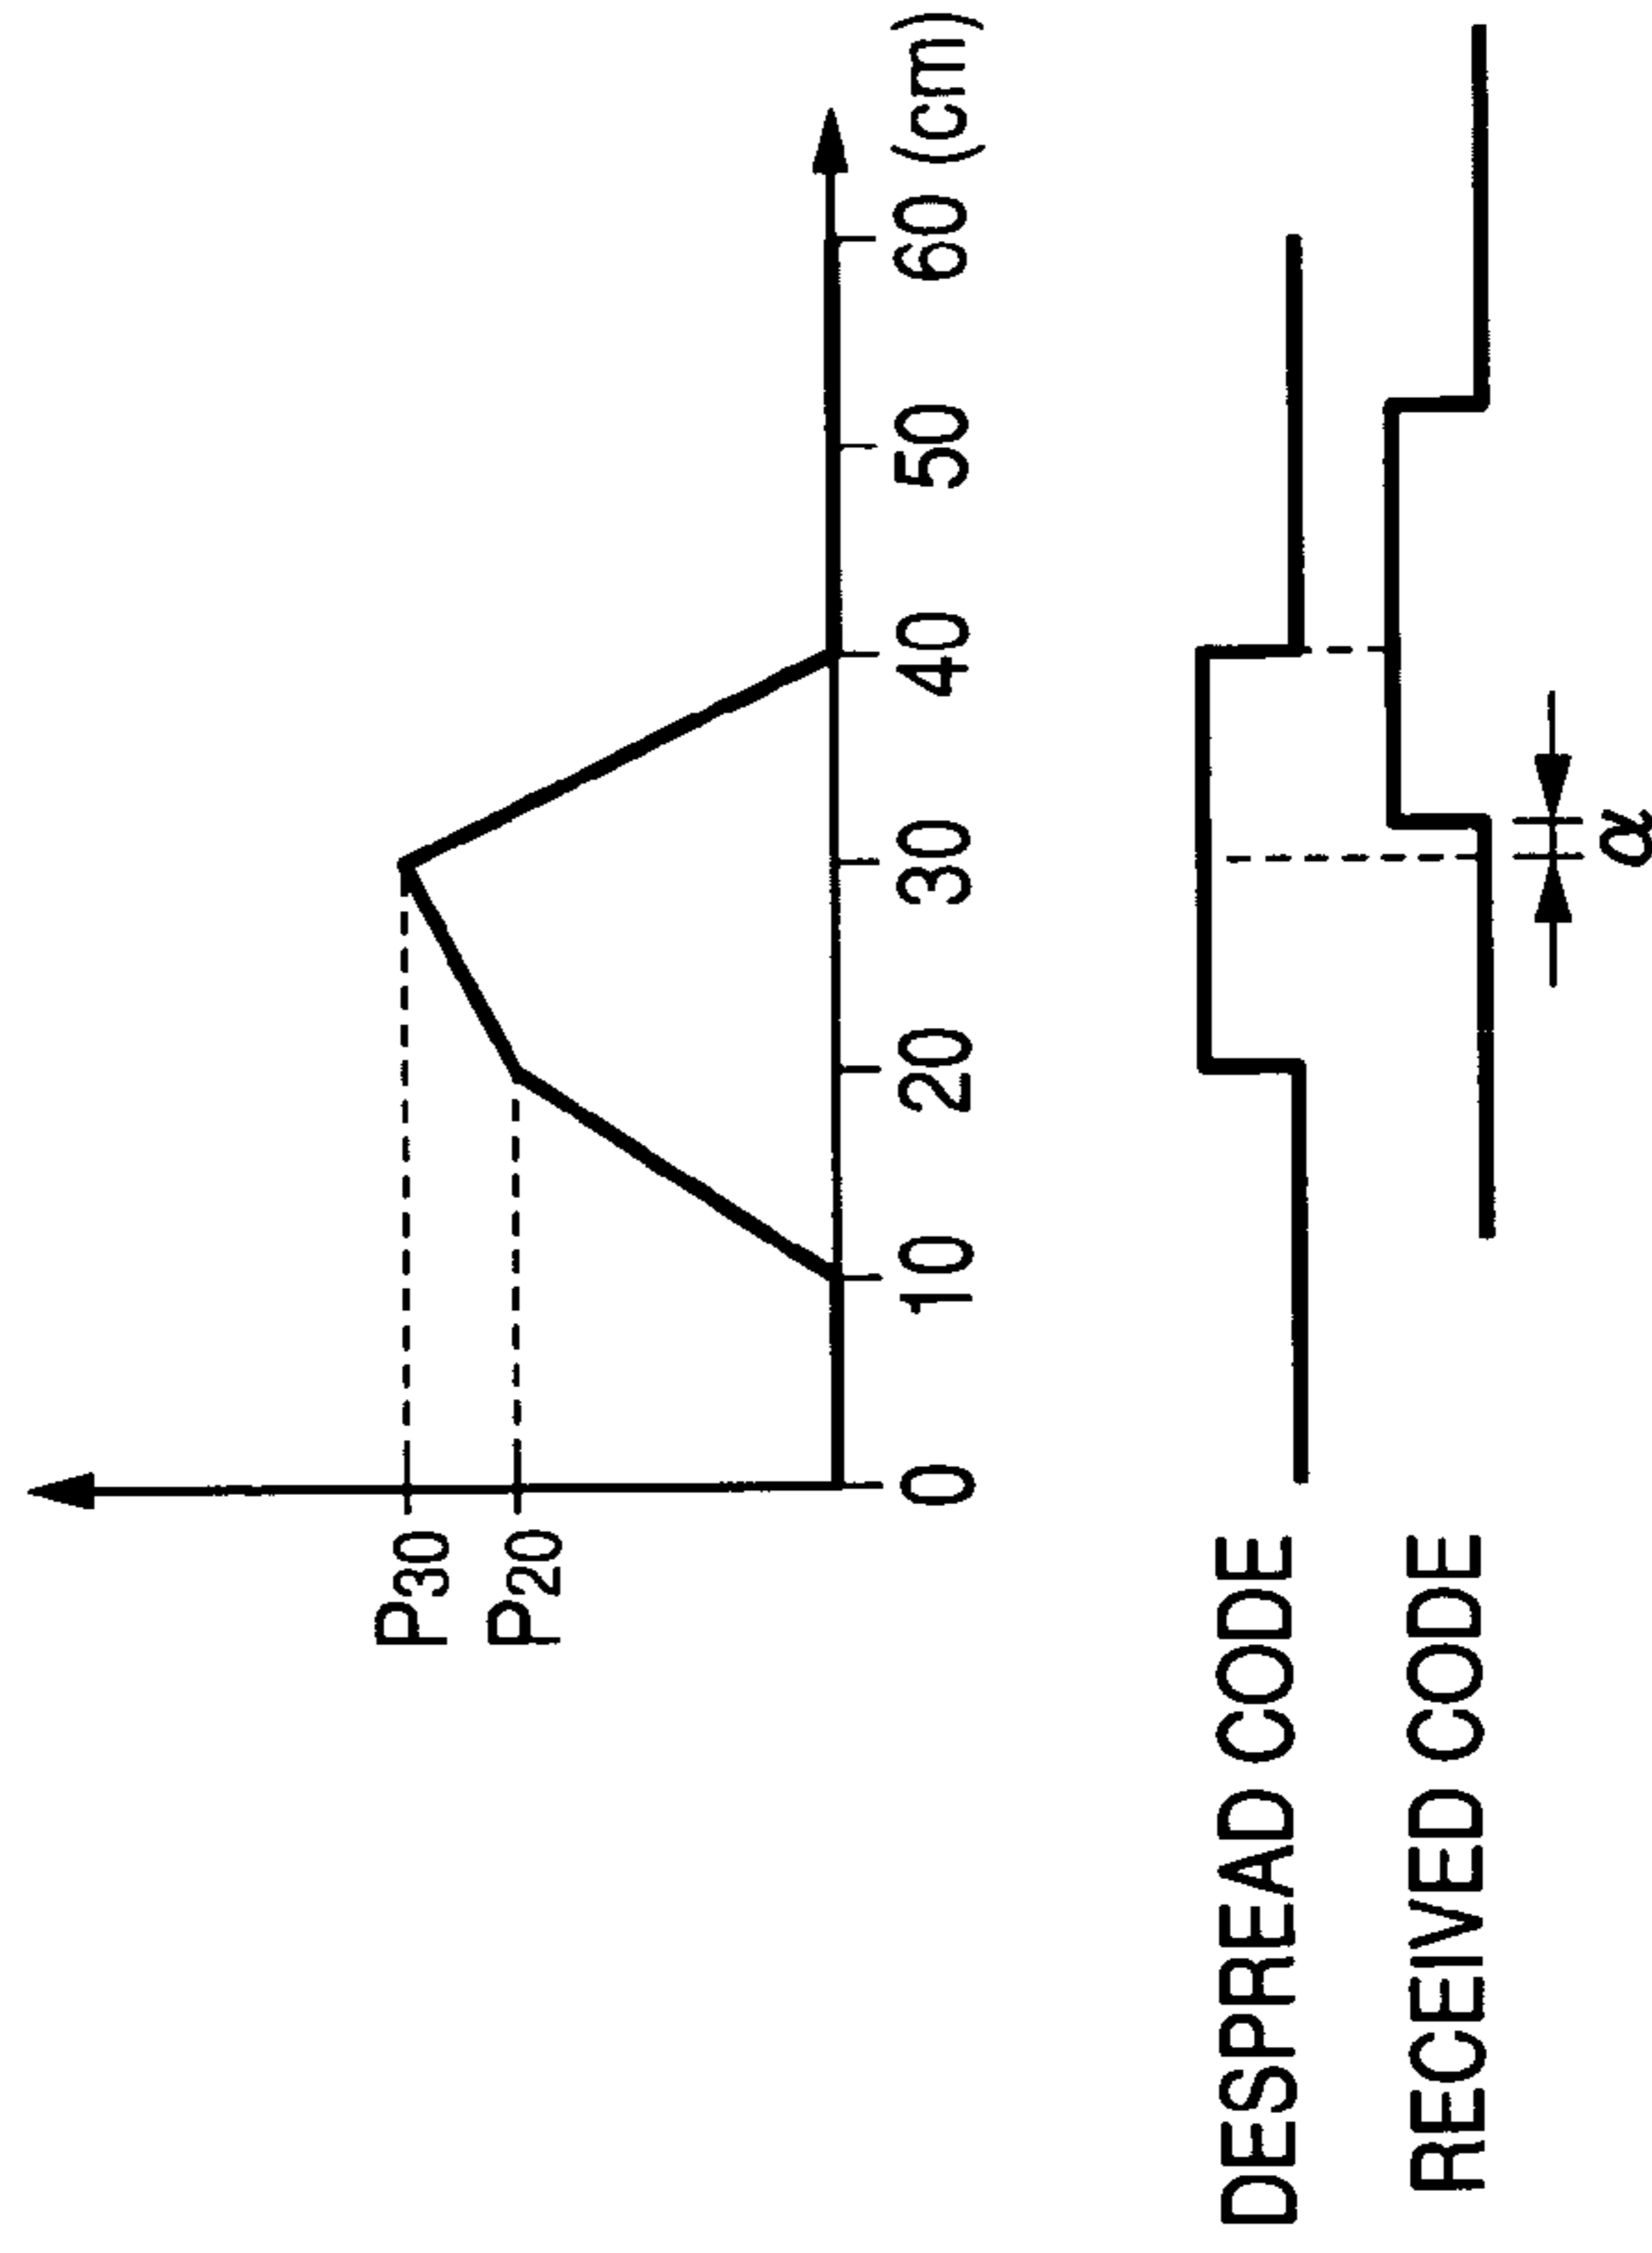 P30
P20
0 10 20 30 40 50 60 (cm)
DESPREAD CODE
RECEIVED CODE
α